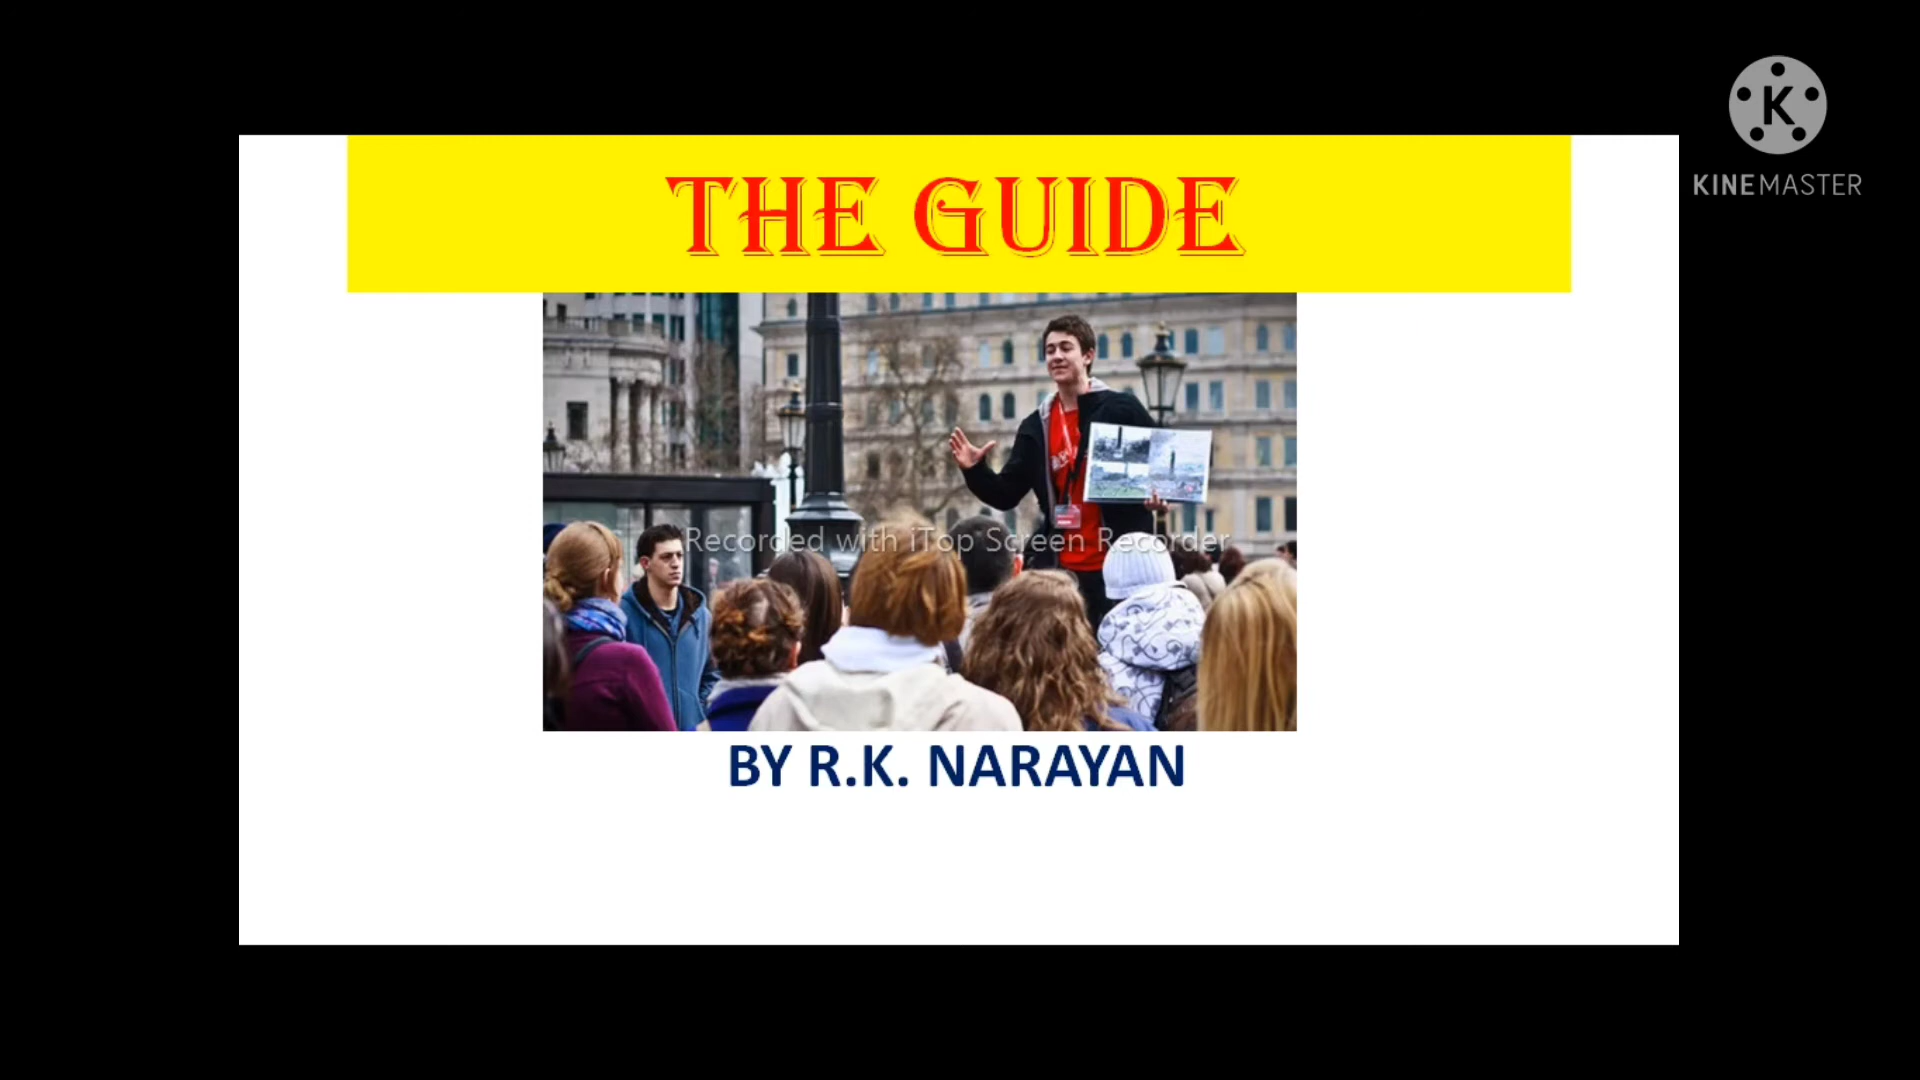 K
KINEMASTER
THE GUIDE
Recorded with iTop Screen Recorder
BY R.K. NARAYAN